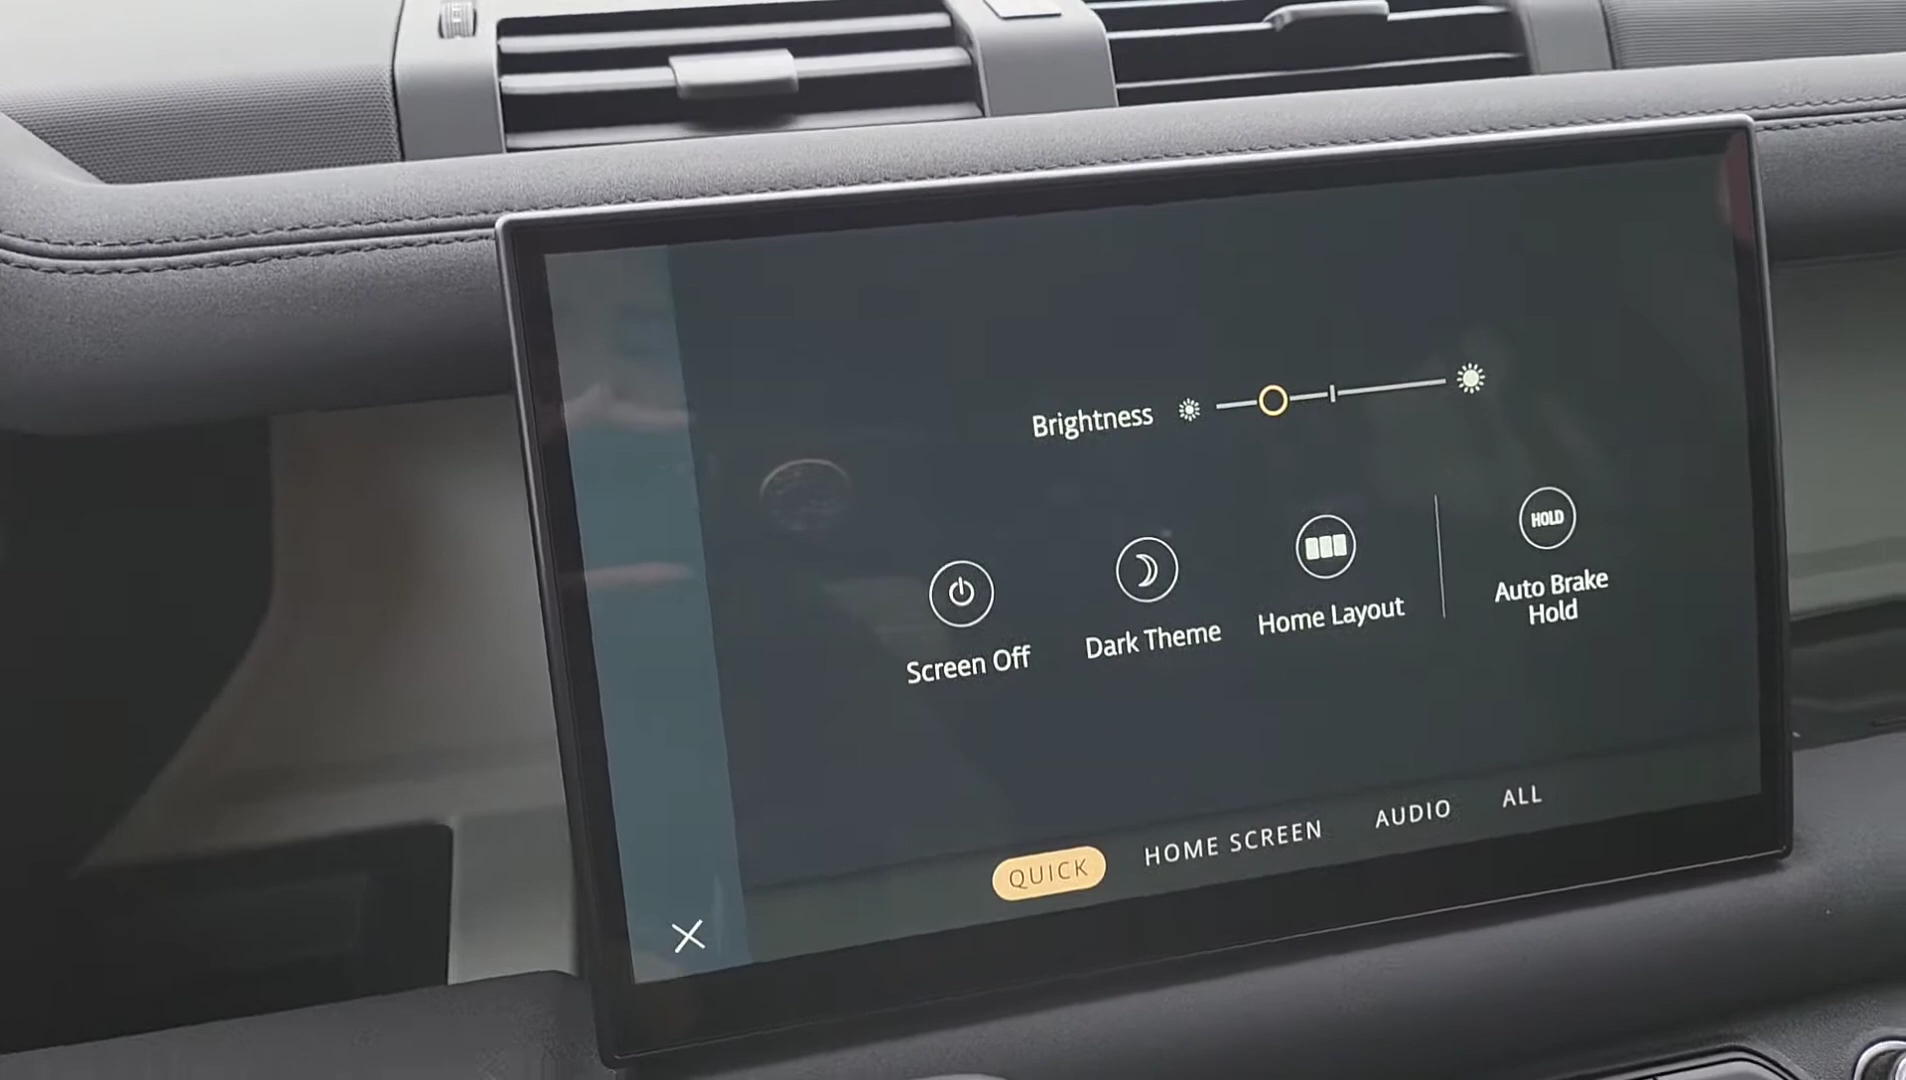 Brightness
Screen Off
Dark Theme
Home Layout
HOLD
Auto Brake
Hold
QUICK
HOME SCREEN
AUDIO
ALL